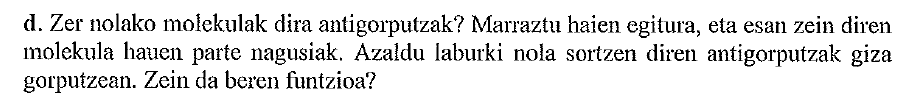 d. Zer nolako molekulak dira antigorputzak? Marraztu haien egitura, eta esan zein diren
molekula hauen parte nagusiak. Azaldu laburki nola sortzen diren antigorputzak giza
gorputzean. Zein da beren funtzioa?